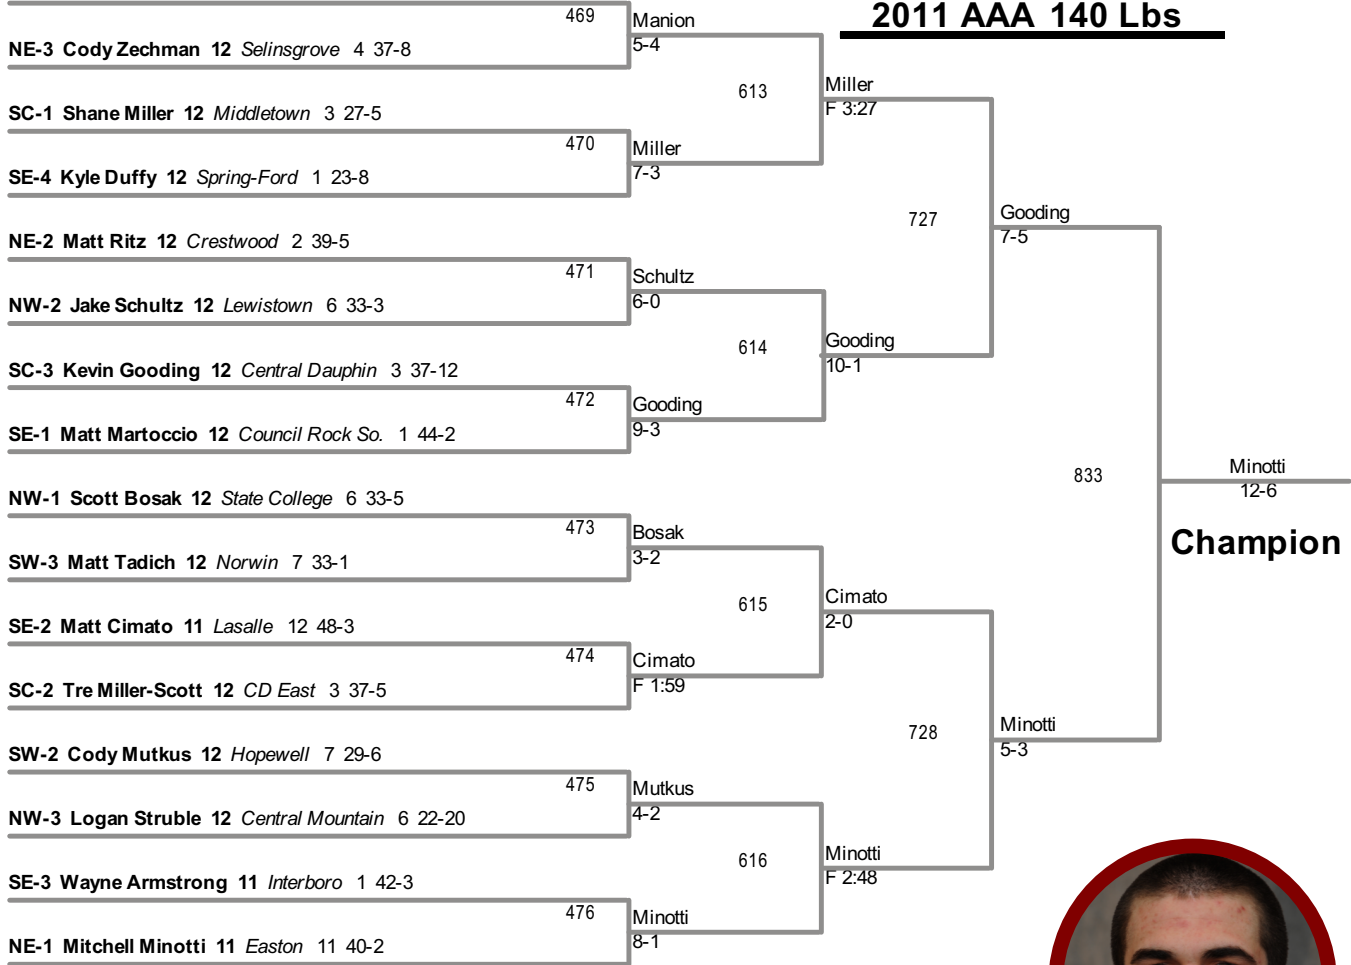 2011 AAA 140 Lbs
469
Manion
5-4
NE-3 Cody Zechman 12 Selinsgrove 4 37-8
613
Miller
F 3:27
SC-1 Shane Miller 12 Middletown 3 27-5
470
Miller
7-3
SE-4 Kyle Duffy 12 Spring-Ford 1 23-8
727
Gooding
7-5
NE-2 Matt Ritz 12 Crestwood 2 39-5
471
Schultz
6-0
NW-2 Jake Schultz 12 Lewistown 6 33-3
614
Gooding
10-1
SC-3 Kevin Gooding 12 Central Dauphin 3 37-12
472
Gooding
9-3
SE-1 Matt Martoccio 12 Council Rock So. 1 44-2
833
Minotti
12-6
Champion
NW-1 Scott Bosak 12 State College 6 33-5
473
Bosak
3-2
SW-3 Matt Tadich 12 Norwin 7 33-1
615
Cimato
2-0
SE-2 Matt Cimato 11 Lasalle 12 48-3
474
Cimato
F 1:59
SC-2 Tre Miller-Scott 12 CD East 3 37-5
728
Minotti
5-3
SW-2 Cody Mutkus 12 Hopewell 7 29-6
475
Mutkus
4-2
NW-3 Logan Struble 12 Central Mountain 6 22-20
616
Minotti
F 2:48
SE-3 Wayne Armstrong 11 Interboro 1 42-3
476
Minotti
8-1
NE-1 Mitchell Minotti 11 Easton 11 40-2